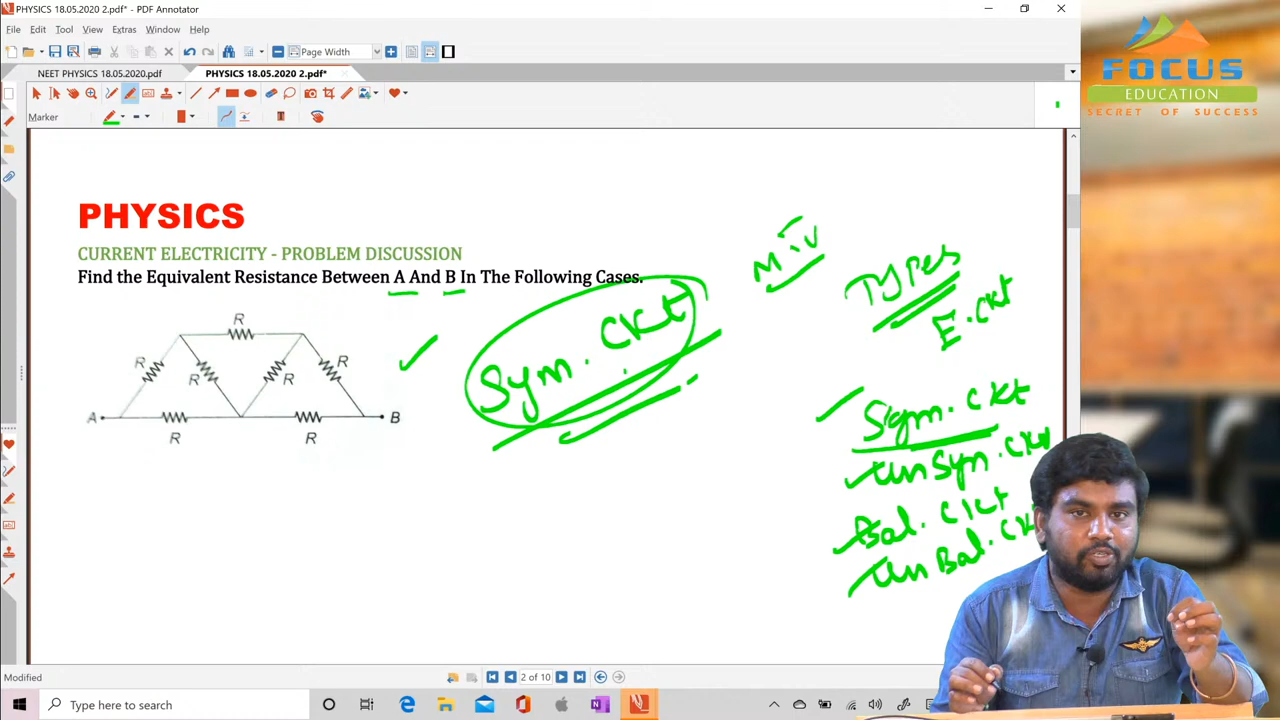 PHYSICS 18.05.2020 2.pdf* - PDF Annotator
File Edit Tool View Extras Window Help
Page Width
NEET PHYSICS 18.05.2020.pdf
PHYSICS 18.05.2020 2.pdf*
Marker
FOCUS
EDUCATION
SECRET OF SUCCESS
PHYSICS
CURRENT ELECTRICITY - PROBLEM DISCUSSION
Find the Equivalent Resistance Between A And B In The Following Cases.
R
R
R
R
R
A
B
R
R
Sym. CKt
Types
E. CKt
Sym. CKt
UnSym. CKt
Bal. CKt
UnBal. CK
Modified
2 of 10
Type here to search